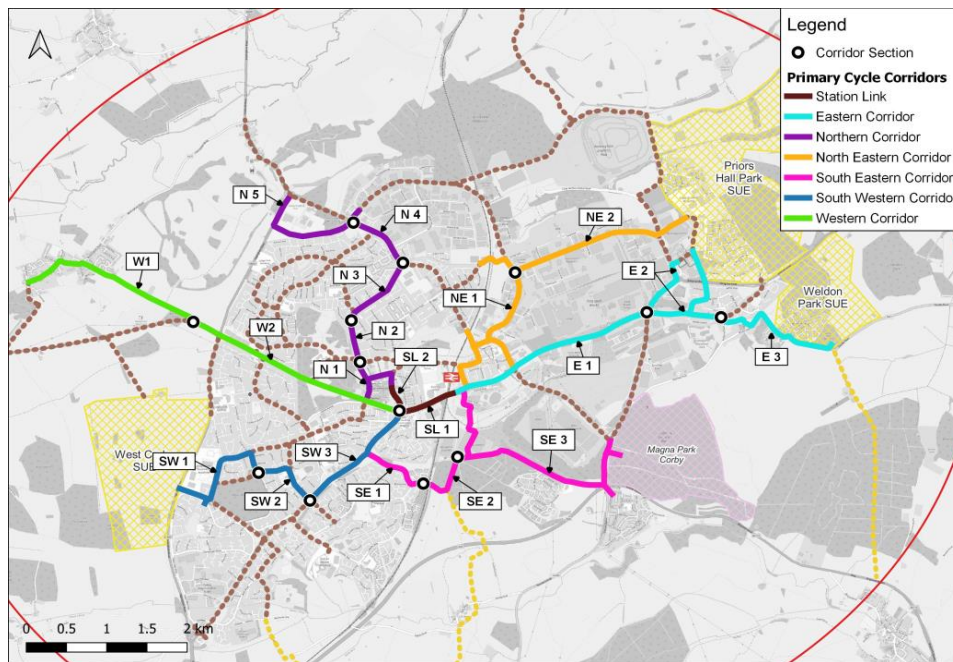 Legend
Corridor Section
Primary Cycle Corridors
Station Link
Eastern Corridor
Northern Corridor
North Eastern Corridor
South Eastern Corridor
South Western Corrido
Western Corridor
Priors
Hall Park
SUE
N 5
N 4
NE 2
W1
N 3
E 2
Weldon
Park SUE
NE 1
W2
N 2
E 3
N 1
SL 2
E 1
SL 1
West Co
SUE
SW 1
SW 3
SE 3
Magna Park
Corby
SW 2
SE 1
SE 2
0 0.5 1 1.5 2 km